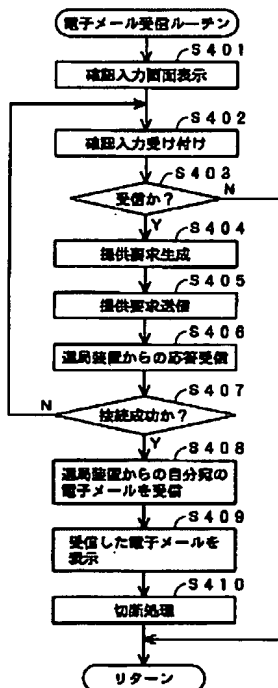 電子メール受信ルーチン
S401
確認入力画面表示
S402
確認入力受け付け
S403
受信か？
N
Y
S404
提供要求生成
S405
提供要求送信
S406
還局装置からの応答受信
S407
N
接続成功か？
Y
S408
還局装置からの自分宛の
電子メールを受信
S409
受信した電子メールを
表示
S410
切断処理
リターン